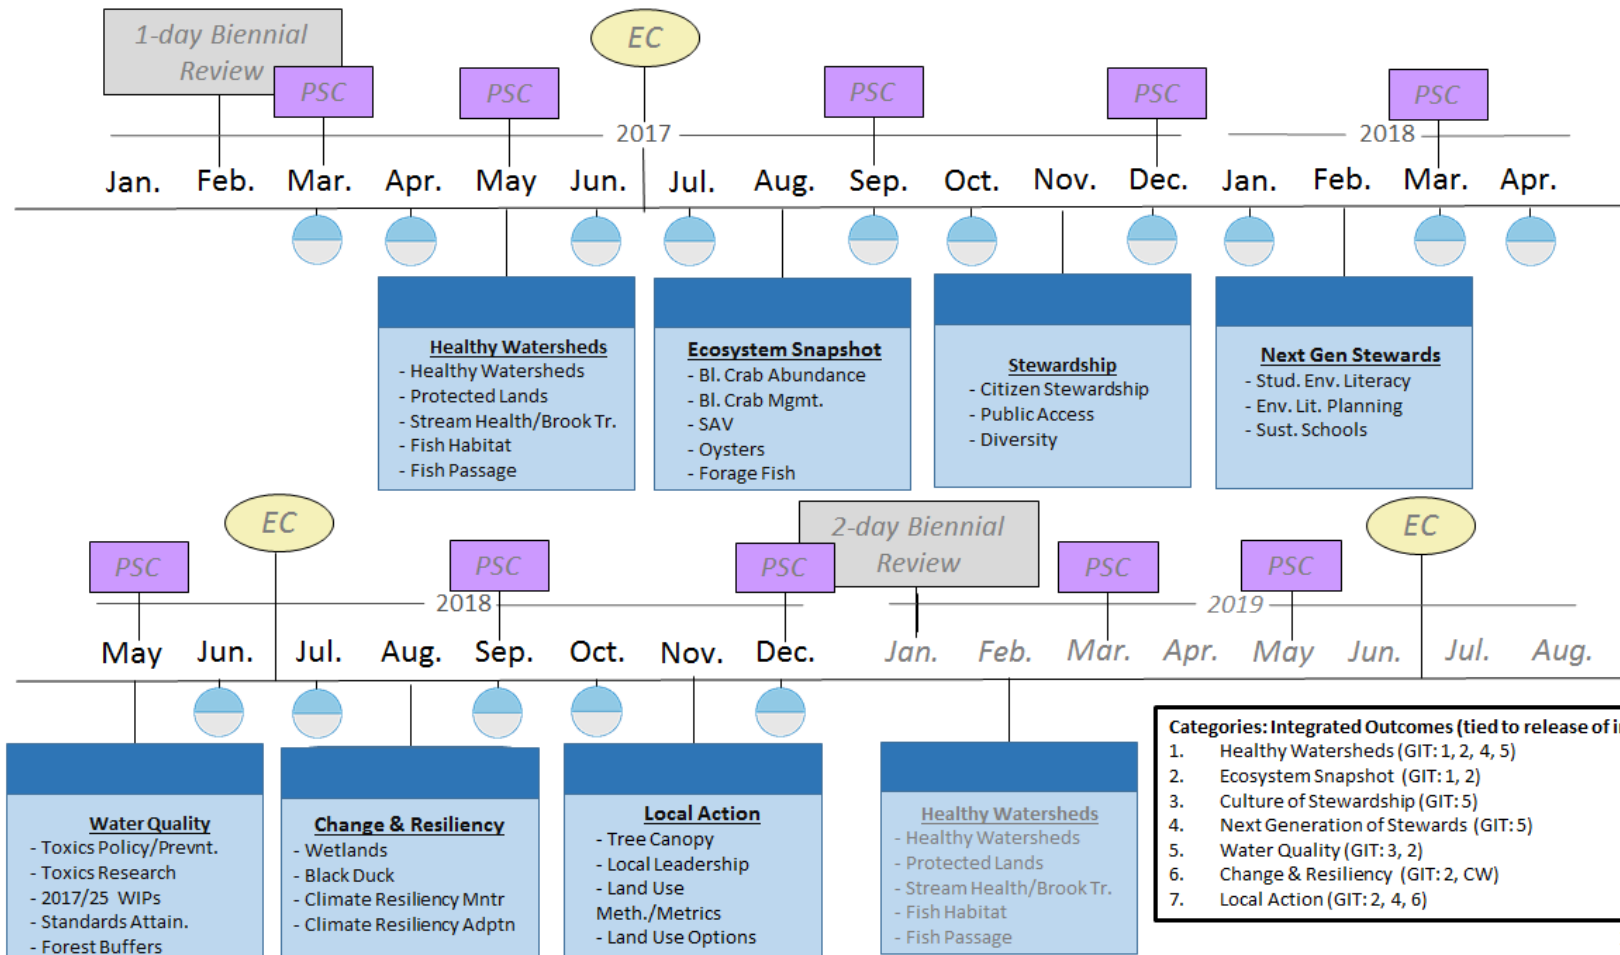 1-day Biennial
Review
EC
PSC
PSC
PSC
PSC
PSC
2017
2018
Jan. Feb. Mar. Apr. May Jun. Jul. Aug. Sep. Oct. Nov. Dec. Jan. Feb. Mar. Apr.
Healthy Watersheds
- Healthy Watersheds
- Protected Lands
- Stream Health/Brook Tr.
- Fish Habitat
- Fish Passage
Ecosystem Snapshot
- Bl. Crab Abundance
- Bl. Crab Mgmt.
- SAV
- Oysters
- Forage Fish
Stewardship
- Citizen Stewardship
- Public Access
- Diversity
Next Gen Stewards
- Stud. Env. Literacy
- Env. Lit. Planning
- Sust. Schools
EC
2-day Biennial
Review
EC
PSC
PSC
PSC
PSC
PSC
2018
2019
May Jun. Jul. Aug. Sep. Oct. Nov. Dec. Jan. Feb. Mar. Apr. May Jun. Jul. Aug.
Water Quality
- Toxics Policy/Prevnt.
- Toxics Research
- 2017/25 WIPs
- Standards Attain.
- Forest Buffers
Change & Resiliency
- Wetlands
- Black Duck
- Climate Resiliency Mntr
- Climate Resiliency Adptn
Local Action
- Tree Canopy
- Local Leadership
- Land Use
Meth./Metrics
- Land Use Options
Healthy Watersheds
- Healthy Watersheds
- Protected Lands
- Stream Health/Brook Tr.
- Fish Habitat
- Fish Passage
Categories: Integrated Outcomes (tied to release of
1. Healthy Watersheds (GIT: 1, 2, 4, 5)
2. Ecosystem Snapshot (GIT: 1, 2)
3. Culture of Stewardship (GIT: 5)
4. Next Generation of Stewards (GIT: 5)
5. Water Quality (GIT: 3, 2)
6. Change & Resiliency (GIT: 2, CW)
7. Local Action (GIT: 2, 4, 6)